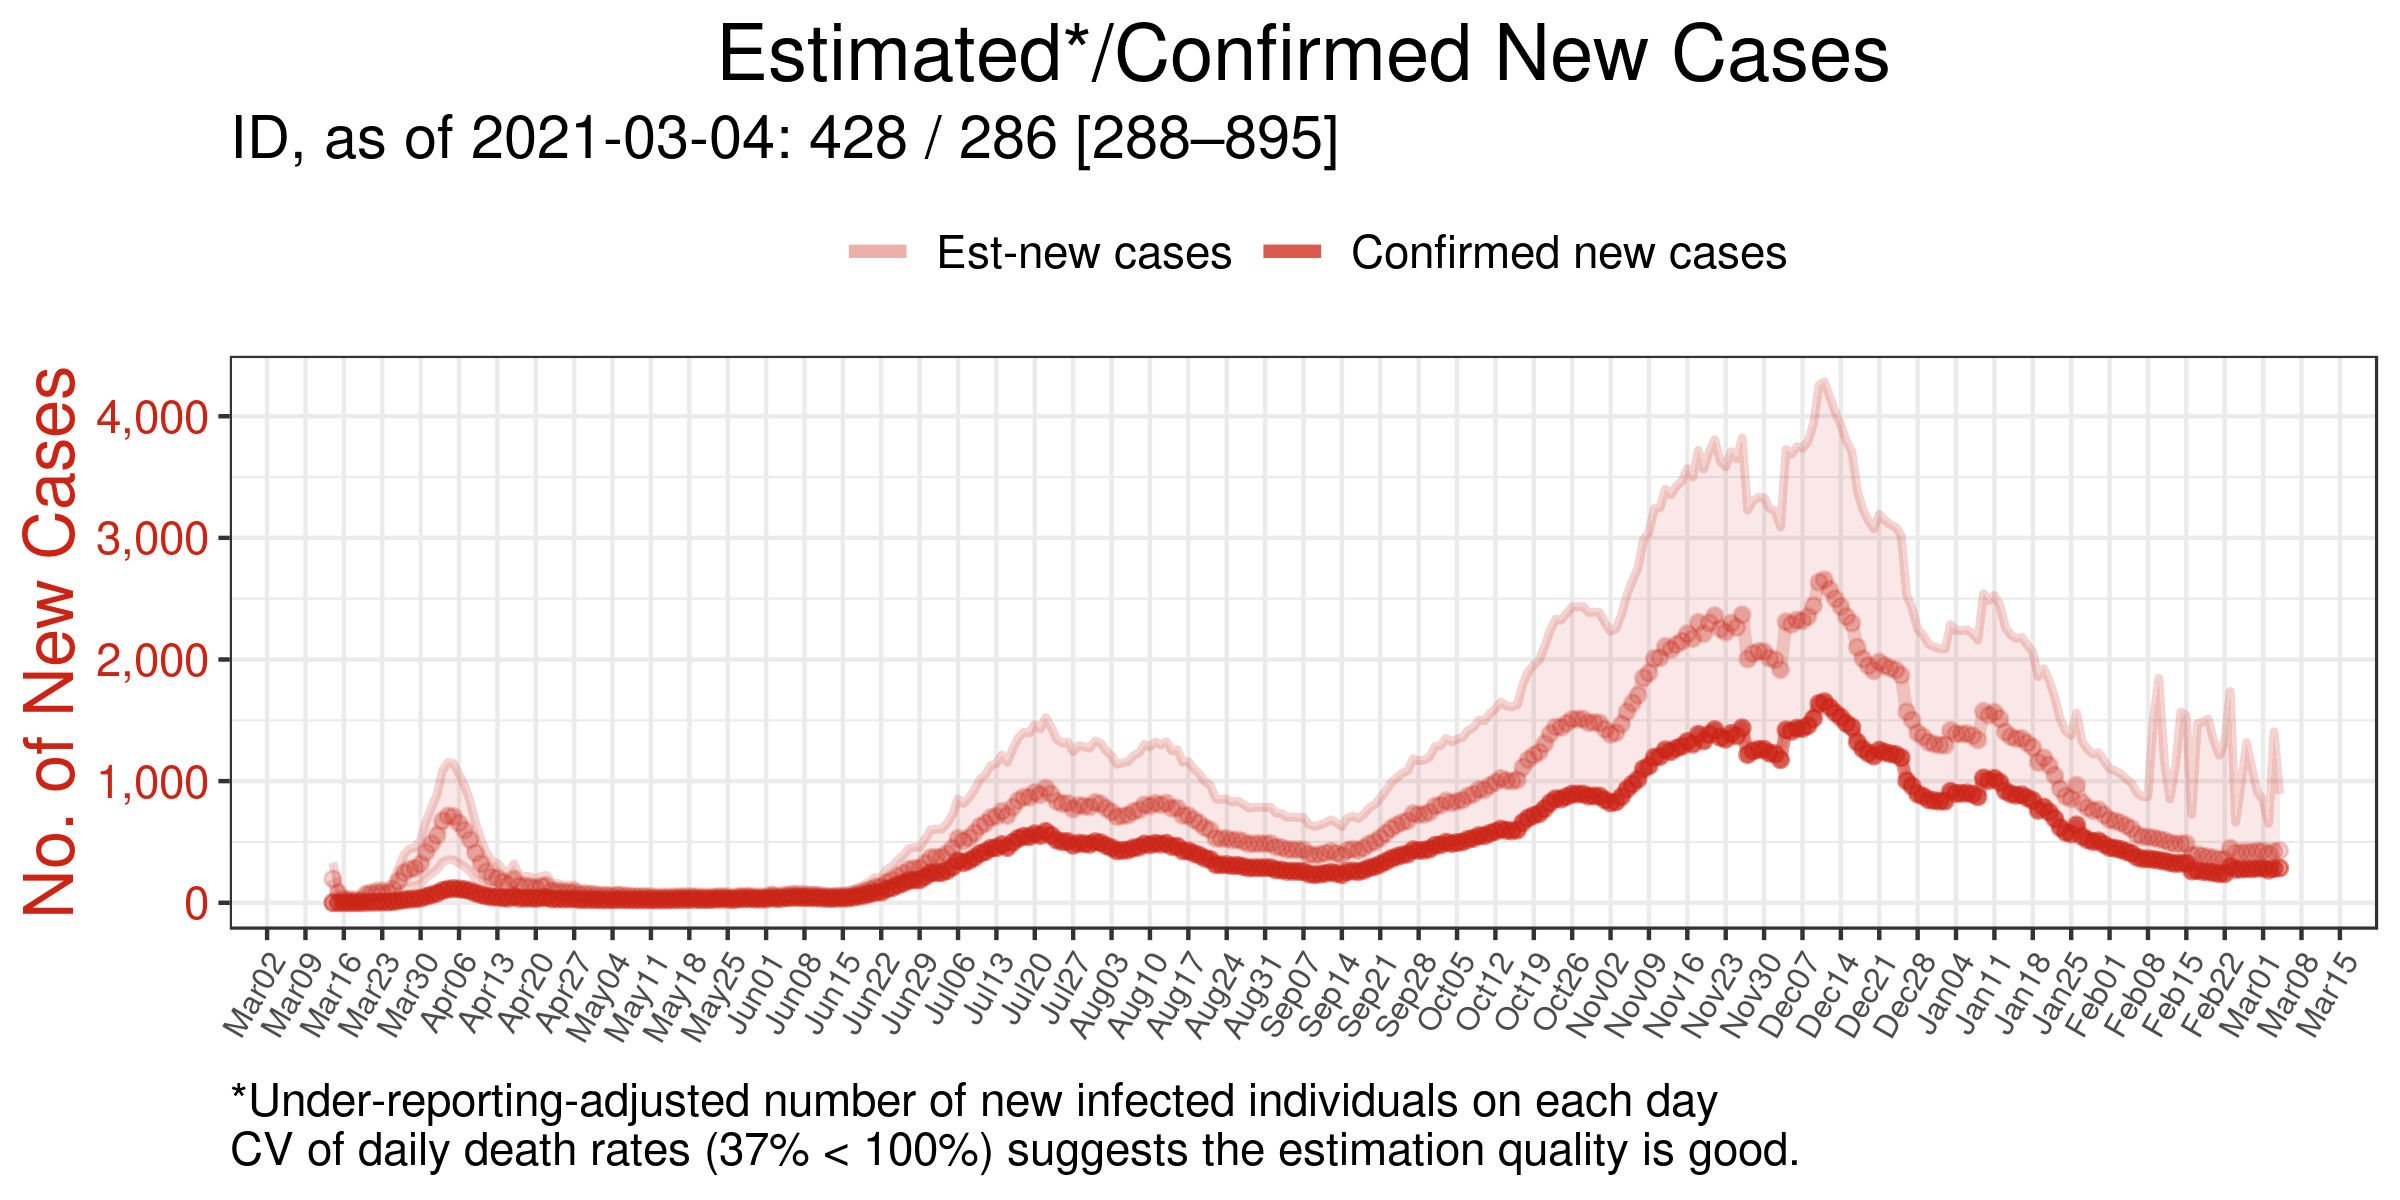 Estimated*/Confirmed New Cases
ID, as of 2021-03-04: 428 / 286 [288–895]
Est-new cases Confirmed new cases
No. of New Cases
4,000
3,000
2,000
1,000
0
Mar02 Mar09 Mar16 Mar23 Mar30 Apr06 Apr13 Apr20 Apr27 May04 May11 May18 May25 Jun01 Jun08 Jun15 Jun22 Jun29 Jul06 Jul13 Jul20 Jul27 Aug03 Aug10 Aug17 Aug24 Aug31 Sep07 Sep14 Sep21 Sep28 Oct05 Oct12 Oct19 Oct26 Nov02 Nov09 Nov16 Nov23 Nov30 Dec07 Dec14 Dec21 Dec28 Jan04 Jan11 Jan18 Jan25 Feb01 Feb08 Feb15 Feb22 Mar01 Mar08 Mar15
*Under-reporting-adjusted number of new infected individuals on each day
CV of daily death rates (37% < 100%) suggests the estimation quality is good.